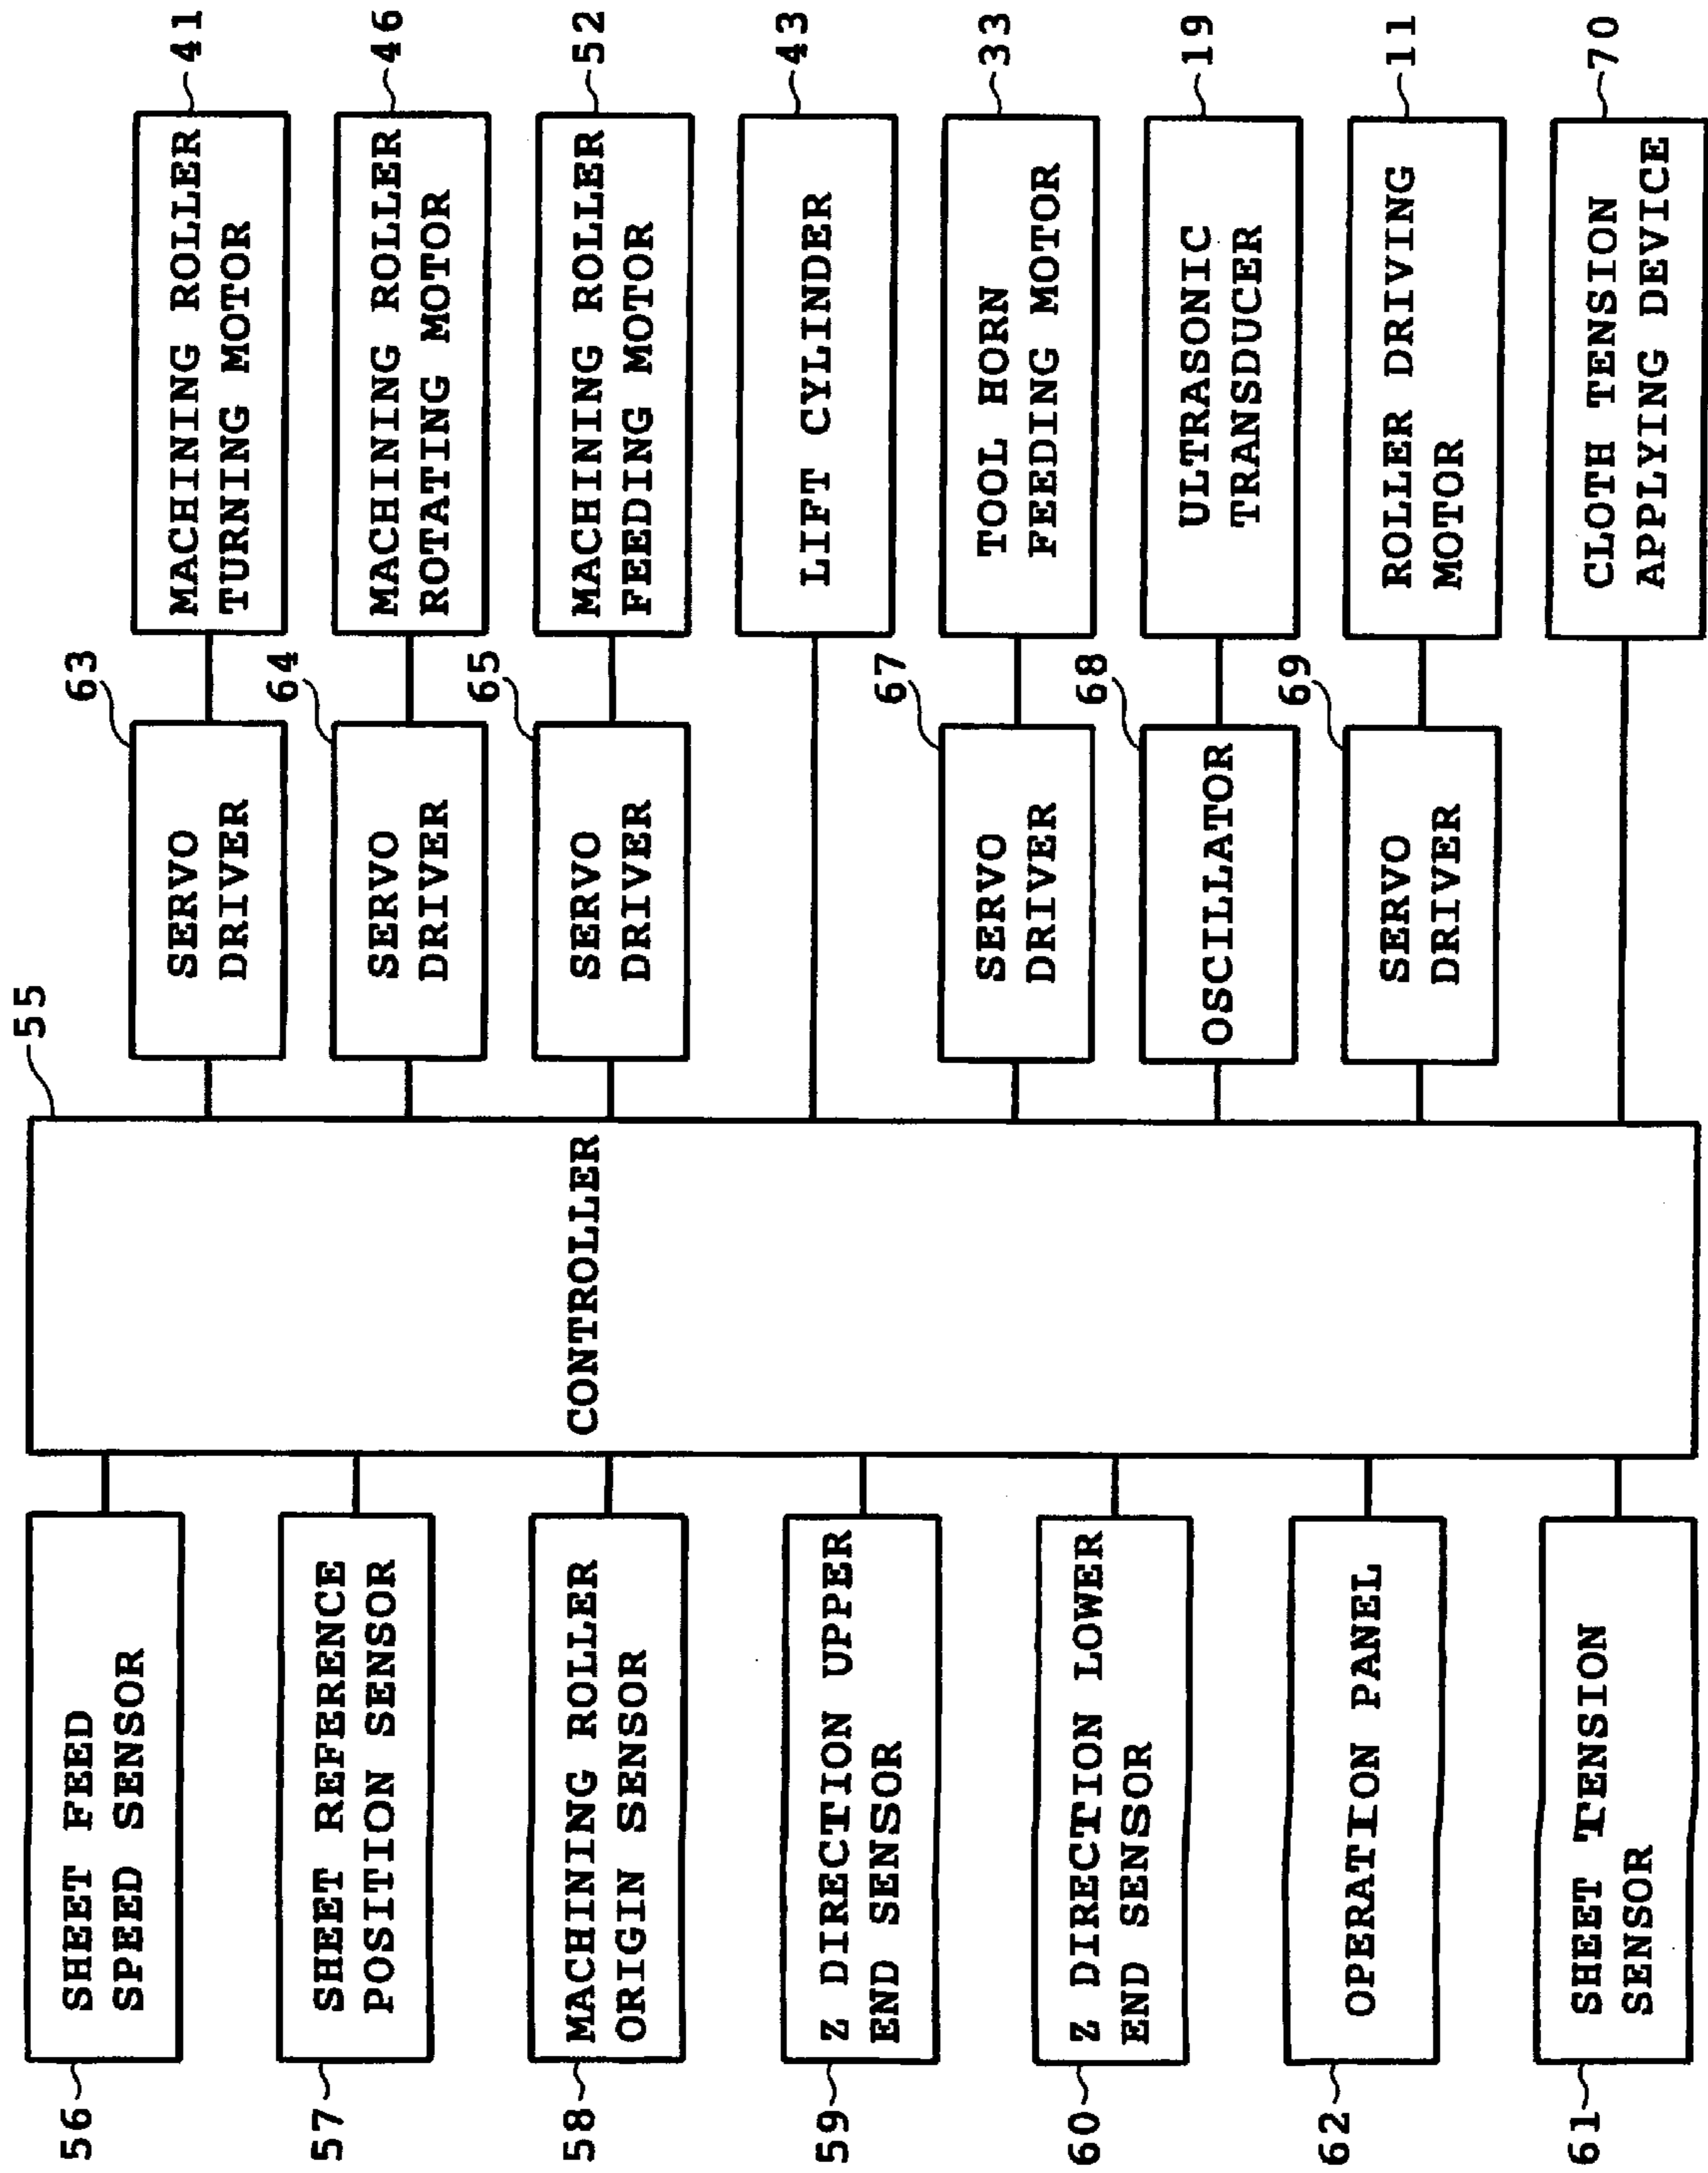 56
SHEET FEED
SPEED SENSOR
57
SHEET REFERENCE
POSITION SENSOR
58
MACHINING ROLLER
ORIGIN SENSOR
59
Z DIRECTION UPPER
END SENSOR
60
Z DIRECTION LOWER
END SENSOR
62
OPERATION PANEL
61
SHEET TENSION
SENSOR
55
CONTROLLER
63
SERVO
DRIVER
64
SERVO
DRIVER
65
SERVO
DRIVER
67
SERVO
DRIVER
68
OSCILLATOR
69
SERVO
DRIVER
MACHINING ROLLER
TURNING MOTOR
41
MACHINING ROLLER
ROTATING MOTOR
46
MACHINING ROLLER
FEEDING MOTOR
52
LIFT CYLINDER
43
TOOL HORN
FEEDING MOTOR
33
ULTRASONIC
TRANSDUCER
19
ROLLER DRIVING
MOTOR
11
CLOTH TENSION
APPLYING DEVICE
70